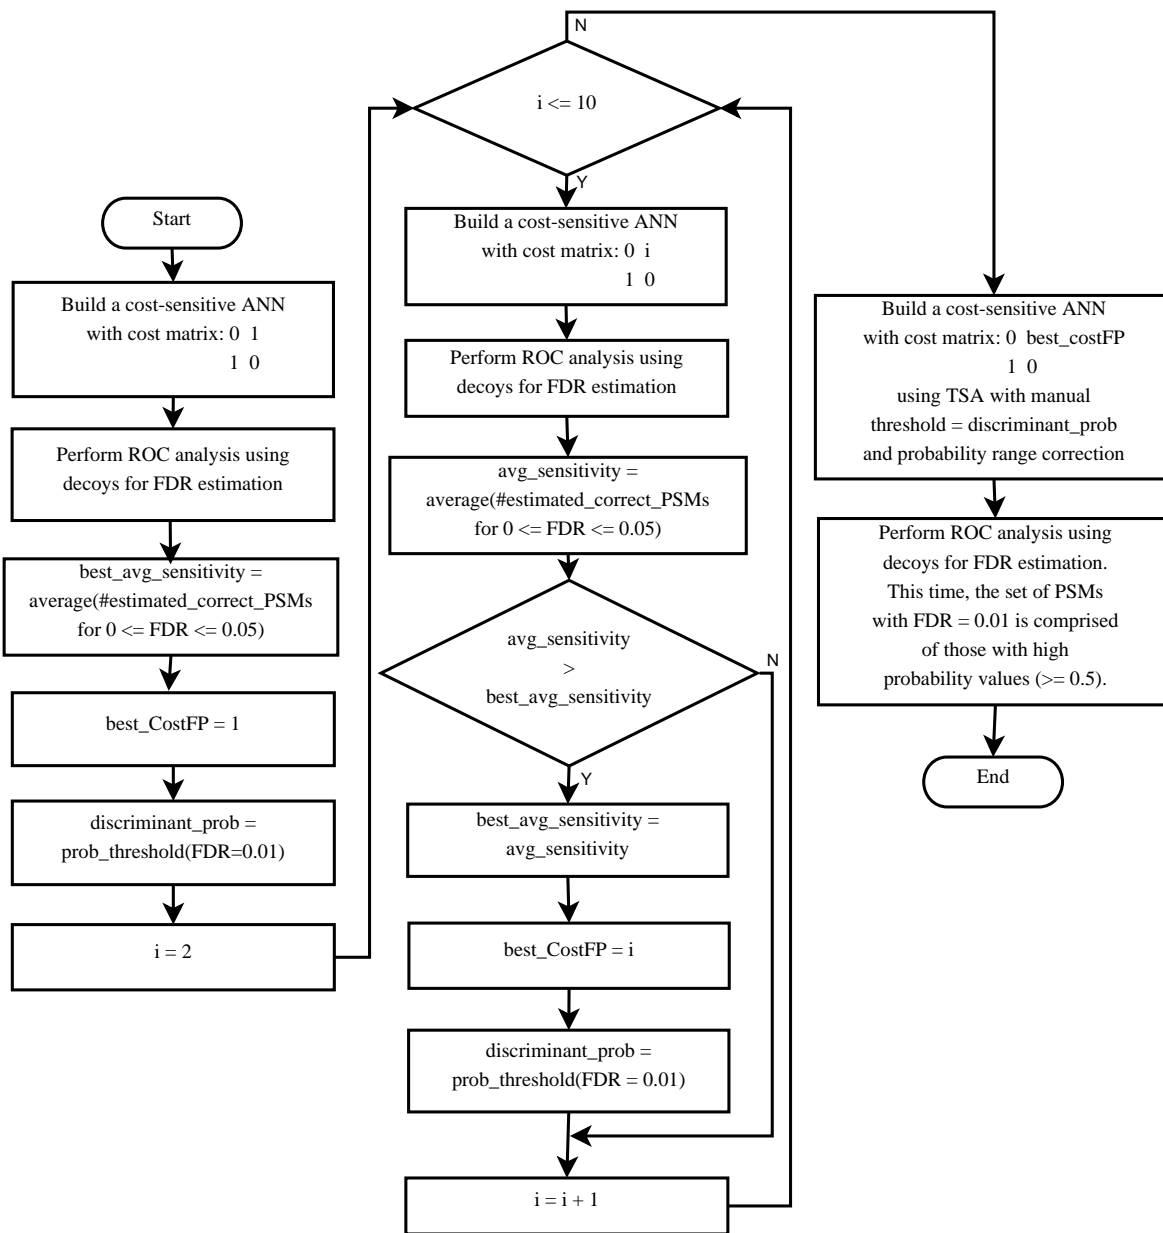 Start
Build a cost-sensitive ANN
with cost matrix: 0 1
1 0
Perform ROC analysis using
decoys for FDR estimation
best_avg_sensitivity =
average(#estimated_correct_PSMs
for 0 <= FDR <= 0.05)
best_CostFP = 1
discriminant_prob =
prob_threshold(FDR=0.01)
i = 2
N
i <= 10
Y
Build a cost-sensitive ANN
with cost matrix: 0 i
1 0
Perform ROC analysis using
decoys for FDR estimation
avg_sensitivity =
average(#estimated_correct_PSMs
for 0 <= FDR <= 0.05)
avg_sensitivity
>
best_avg_sensitivity
N
Y
best_avg_sensitivity =
avg_sensitivity
best_CostFP = i
discriminant_prob =
prob_threshold(FDR = 0.01)
i = i + 1
Build a cost-sensitive ANN
with cost matrix: 0 best_costFP
1 0
using TSA with manual
threshold = discriminant_prob
and probability range correction
Perform ROC analysis using
decoys for FDR estimation.
This time, the set of PSMs
with FDR = 0.01 is comprised
of those with high
probability values (>= 0.5).
End